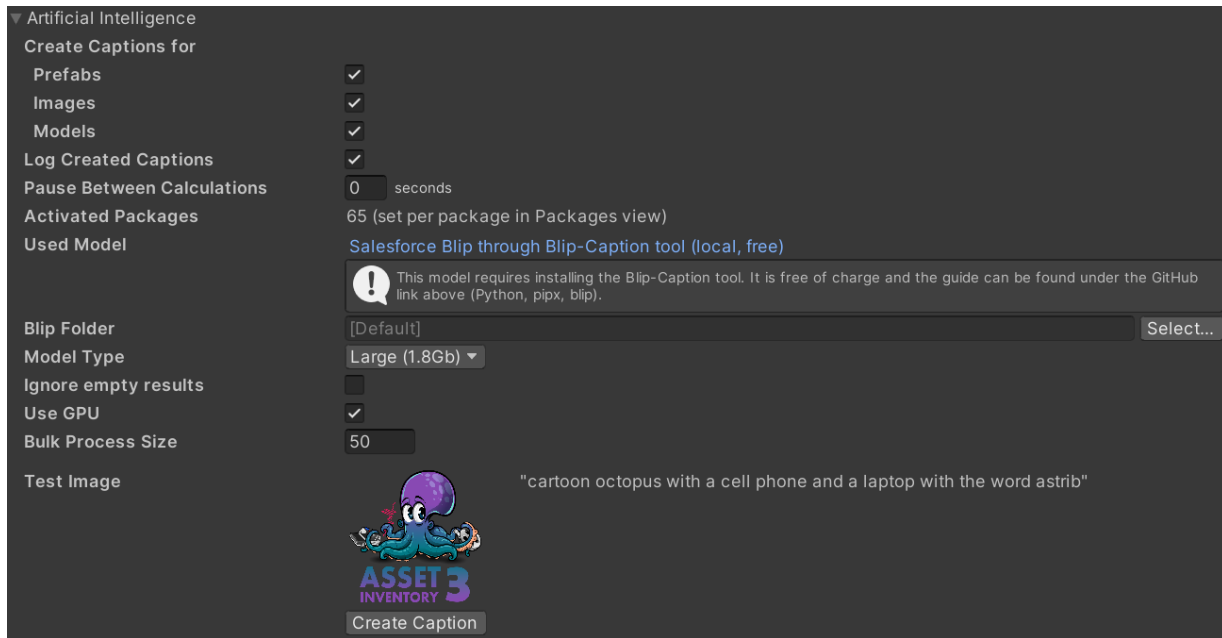 Artificial Intelligence
Create Captions for
Prefabs
Images
Models
Log Created Captions
Pause Between Calculations 0 seconds
Activated Packages 65 (set per package in Packages view)
Used Model Salesforce Blip through Blip-Caption tool (local, free)
This model requires installing the Blip-Caption tool. It is free of charge and the guide can be found under the GitHub
link above (Python, pipx, blip).
Blip Folder [Default] Select...
Model Type Large (1.8Gb)
Ignore empty results
Use GPU
Bulk Process Size 50
Test Image "cartoon octopus with a cell phone and a laptop with the word astrib"
ASSET 3
INVENTORY
Create Caption